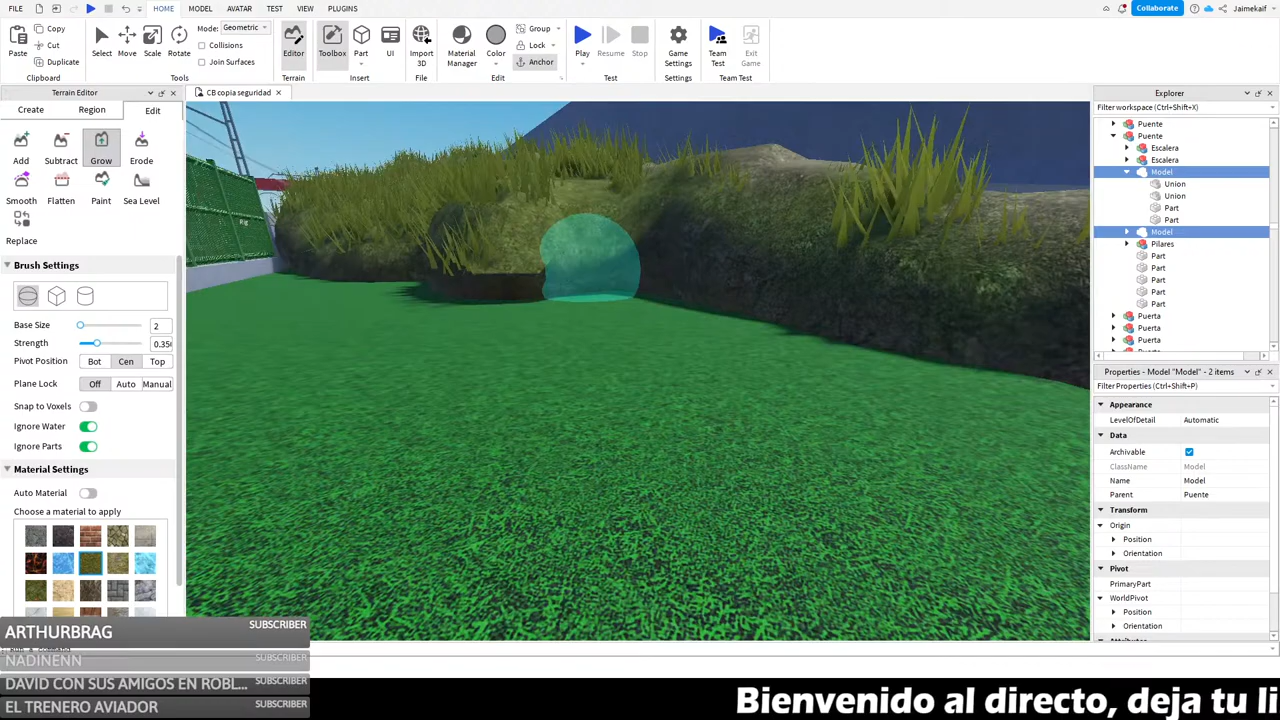 FILE
HOME
MODEL
AVATAR
TEST
VIEW
PLUGINS
Collaborate
Jaimekaif
Paste
Copy
Cut
Duplicate
Clipboard
Select
Move
Scale
Rotate
Mode: Geometric
Collisions
Join Surfaces
Tools
Editor
Terrain
Toolbox
Part
UI
Insert
Import
3D
File
Material
Manager
Color
Group
Lock
Anchor
Edit
Play
Resume
Stop
Test
Game
Settings
Settings
Team
Test
Exit
Game
Team Test
Terrain Editor
CB copia seguridad
Explorer
Create
Region
Edit
Add
Subtract
Grow
Erode
Smooth
Flatten
Paint
Sea Level
Replace
Brush Settings
Base Size 2
Strength 0.350
Pivot Position Bot Cen Top
Plane Lock Off Auto Manual
Snap to Voxels
Ignore Water
Ignore Parts
Material Settings
Auto Material
Choose a material to apply
Filter workspace (Ctrl+Shift+X)
Puente
Puente
Escalera
Escalera
Model
Union
Union
Part
Part
Model
Pilares
Part
Part
Part
Part
Part
Puerta
Puerta
Puerta
Properties - Model "Model" - 2 items
Filter Properties (Ctrl+Shift+P)
Appearance
LevelOfDetail Automatic
Data
Archivable
ClassName Model
Name Model
Parent Puente
Transform
Origin
Position
Orientation
Pivot
PrimaryPart
WorldPivot
Position
Orientation
ARTHURBRAG SUBSCRIBER
NADINENN SUBSCRIBER
DAVID CON SUS AMIGOS EN ROBL... SUBSCRIBER
EL TRENERO AVIADOR SUBSCRIBER
Bienvenido al directo, deja tu li